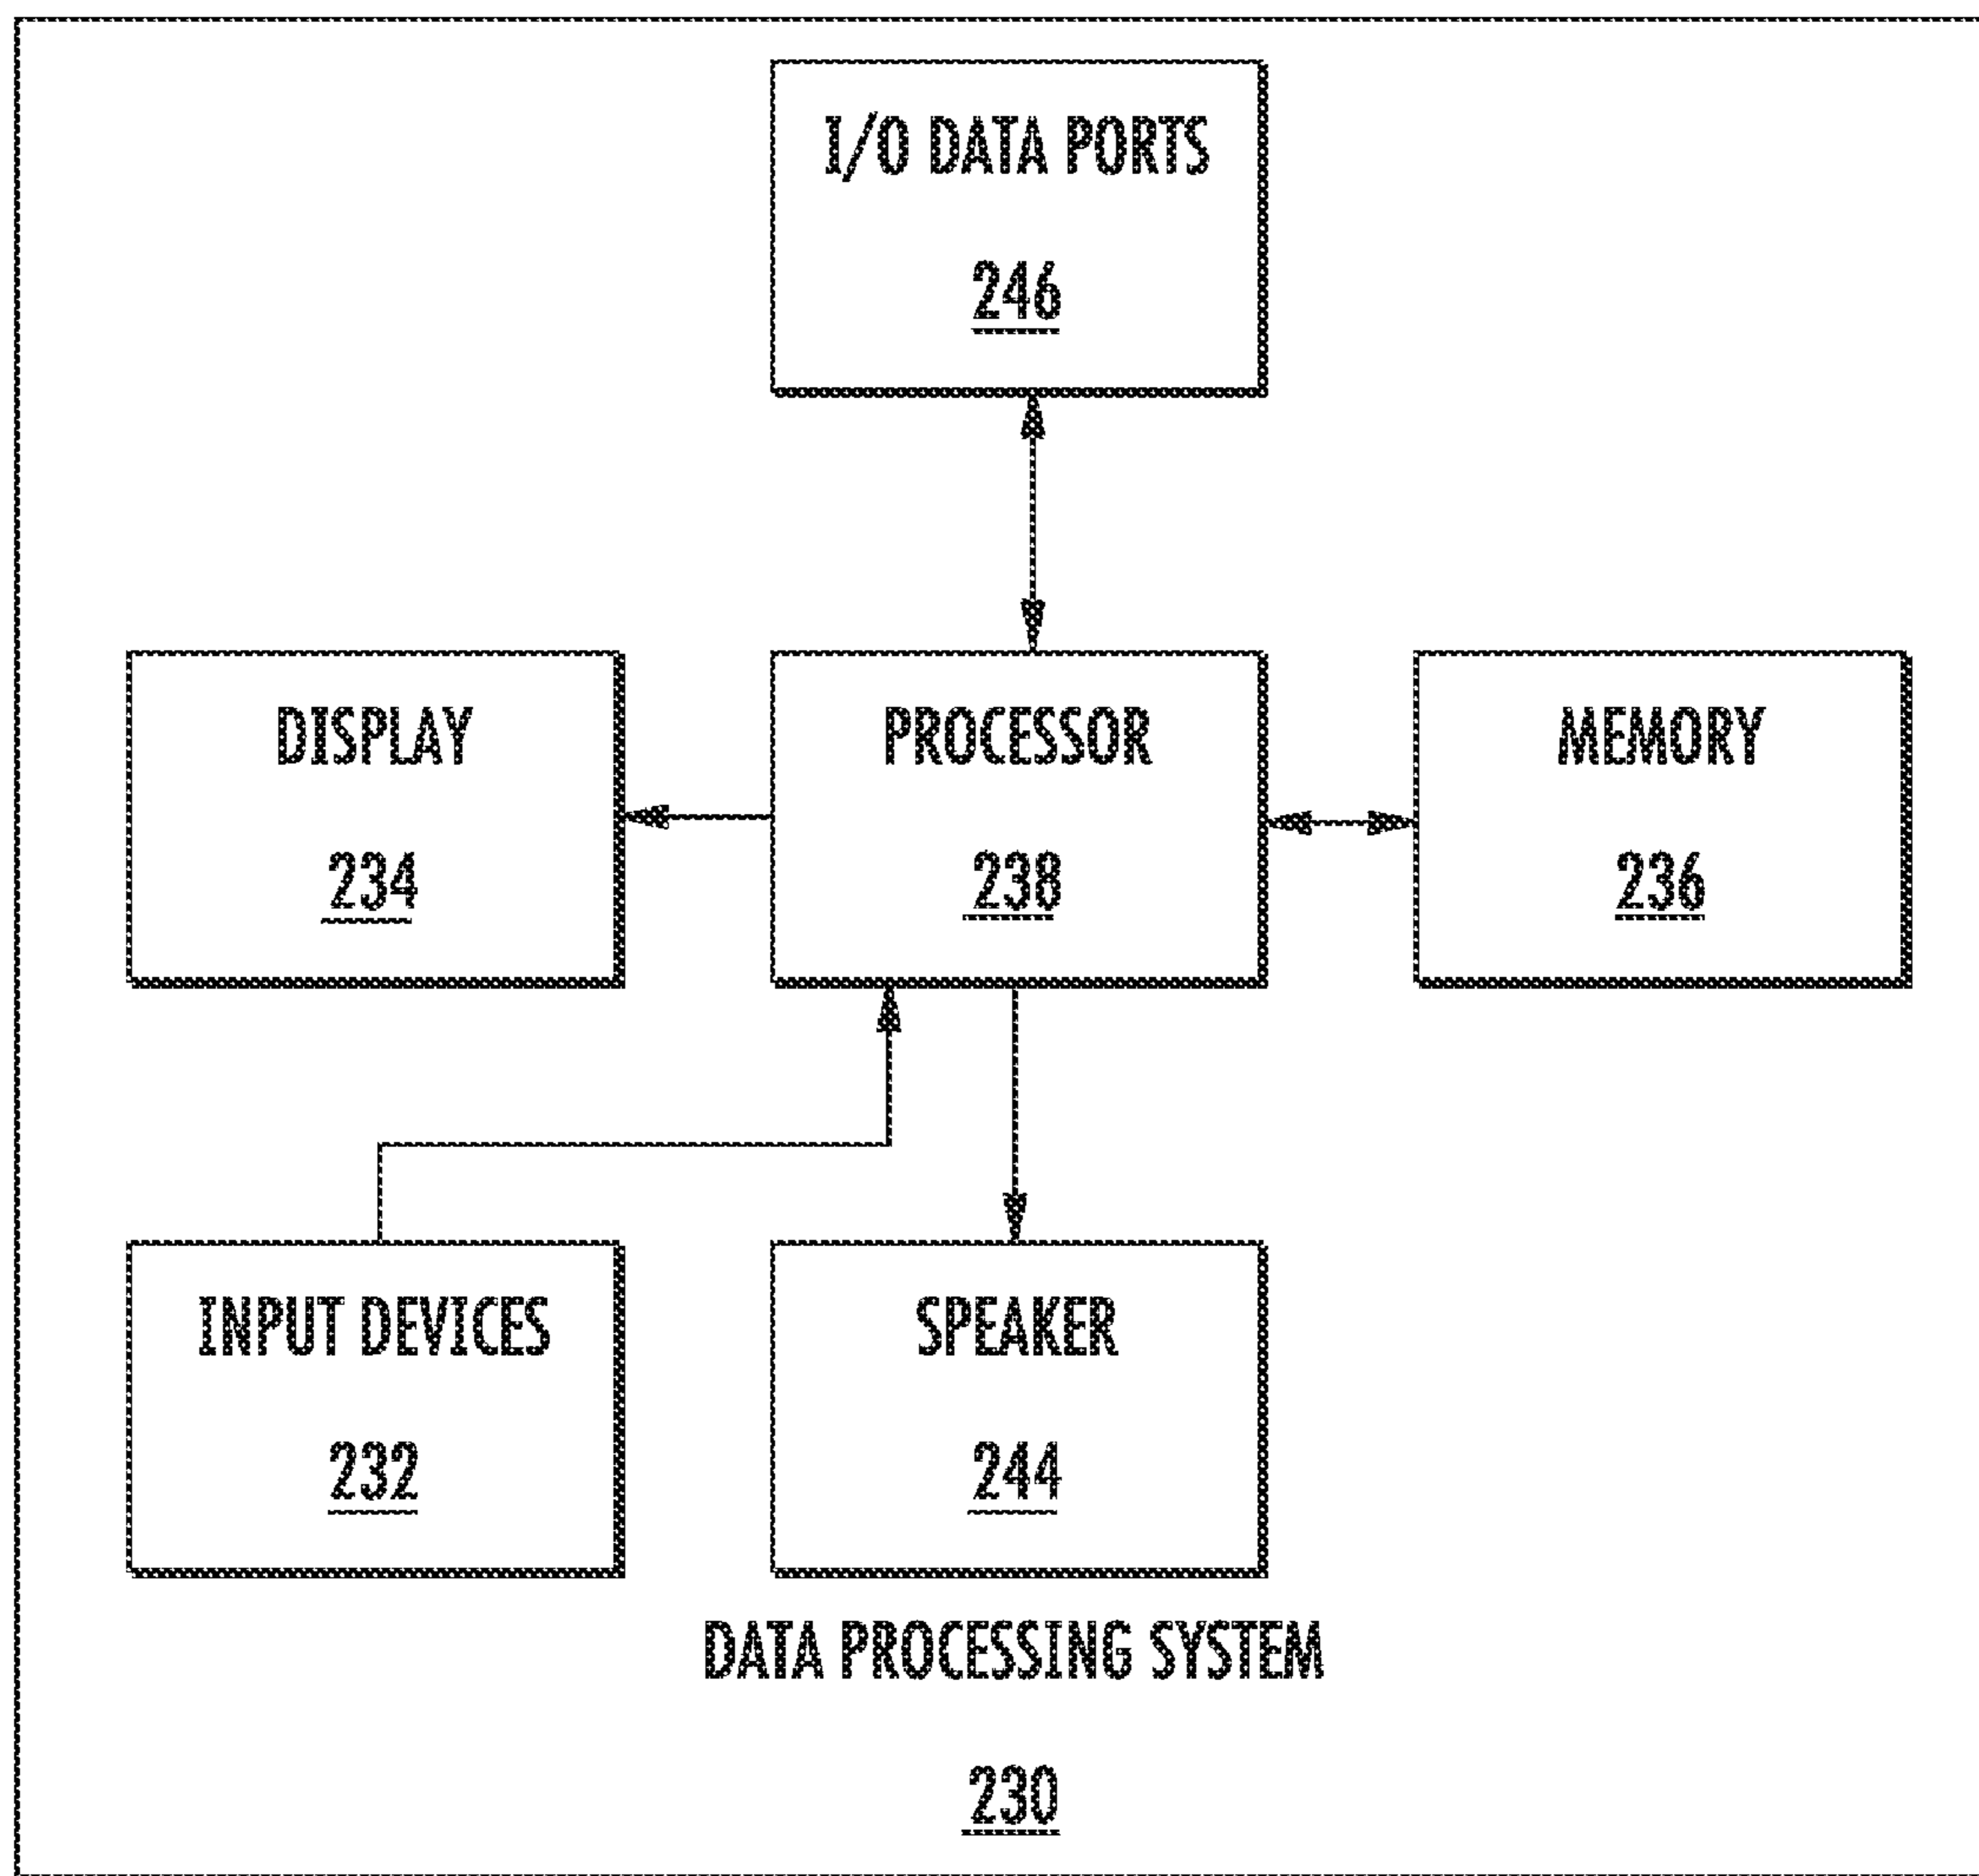 I/O DATA PORTS
246
DISPLAY
234
PROCESSOR
238
MEMORY
236
INPUT DEVICES
232
SPEAKER
244
DATA PROCESSING SYSTEM
230